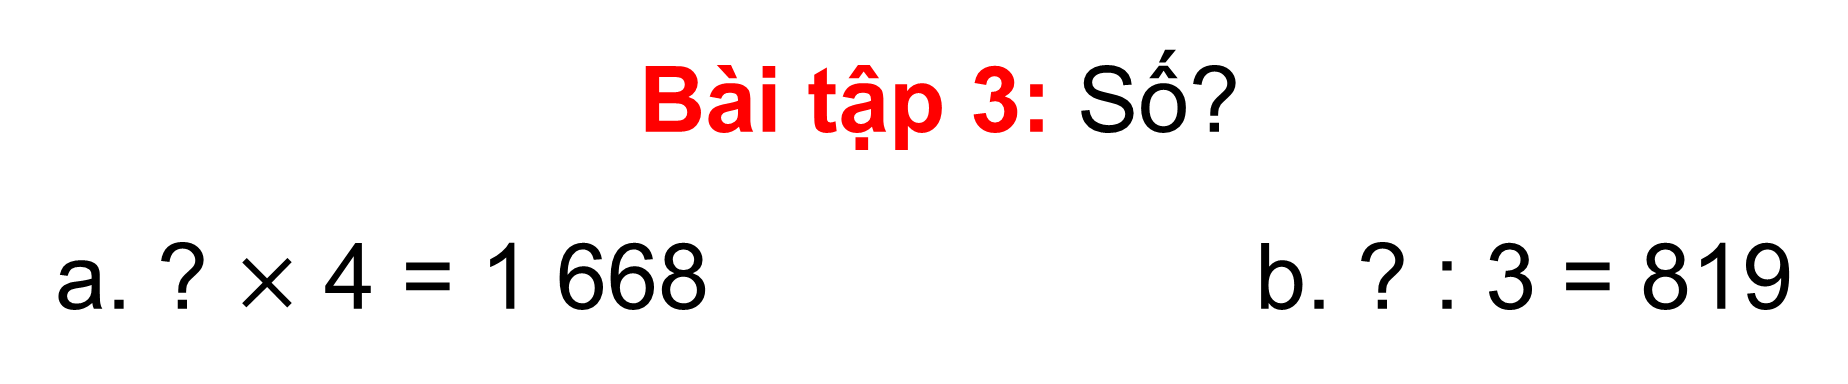 Bài tập 3: Số?
a. ? × 4 = 1 668 b. ? : 3 = 819